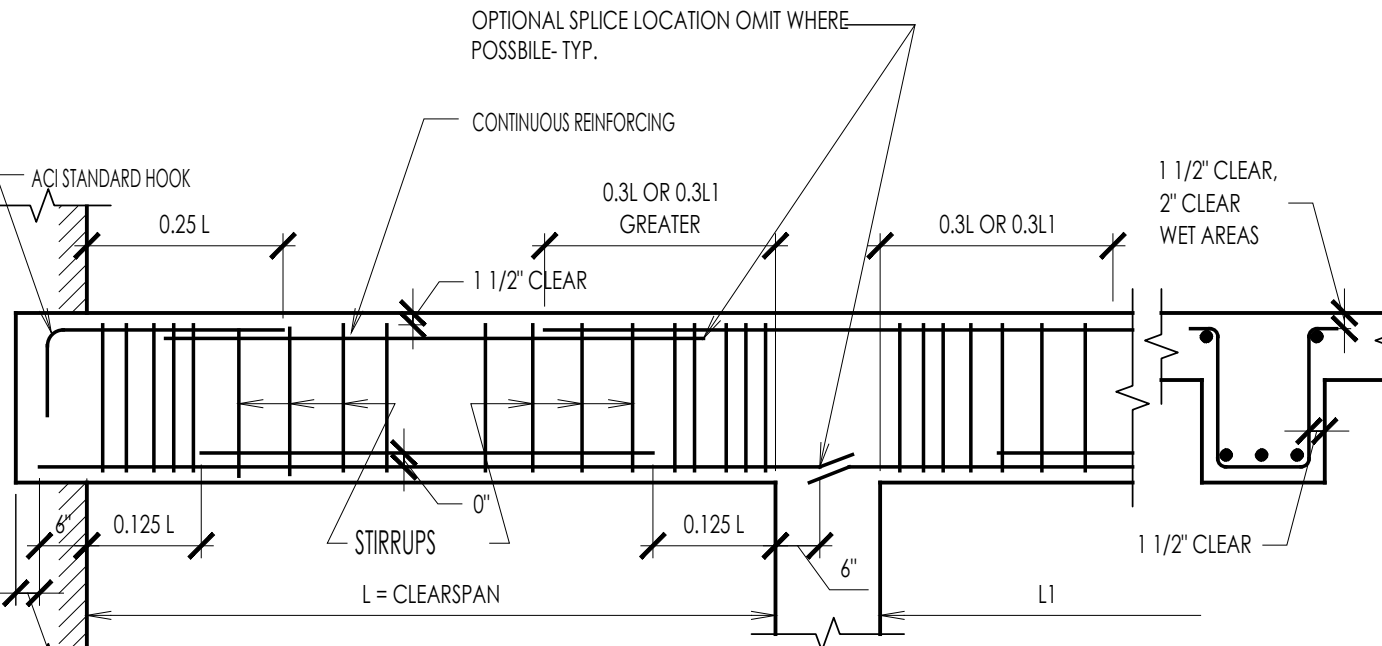 OPTIONAL SPLICE LOCATION OMIT WHERE
POSSBILE- TYP.
CONTINUOUS REINFORCING
ACI STANDARD HOOK
0.25 L
0.3L OR 0.3L1
GREATER
0.3L OR 0.3L1
1 1/2" CLEAR,
2" CLEAR
WET AREAS
1 1/2" CLEAR
0"
6"
0.125 L
STIRRUPS
0.125 L
6"
1 1/2" CLEAR
L = CLEARSPAN
L1